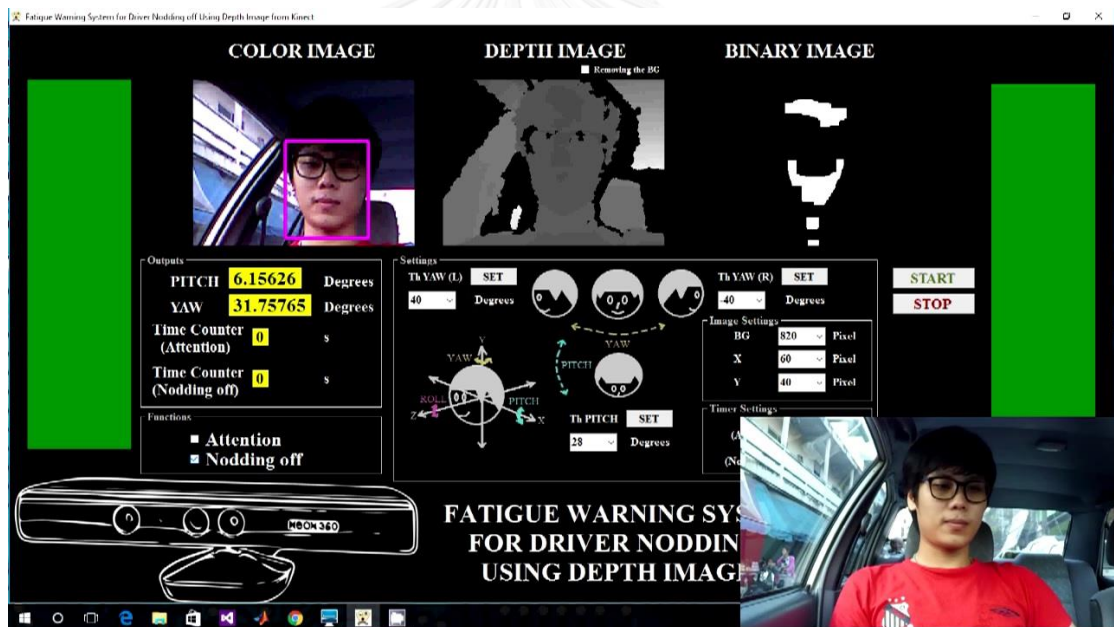 Fatigue Warning System for Driver Nodding off Using Depth Image from Kinect
COLOR IMAGE
DEPTH IMAGE
BINARY IMAGE
Removing the BG
Outputs
PITCH 6.15626 Degrees
YAW 31.75765 Degrees
Time Counter 0 s
(Attention)
Time Counter 0 s
(Nodding off)
Functions
Attention
Nodding off
Settings
Th YAW (L) SET
40 Degrees
Th YAW (R) SET
-40 Degrees
YAW
PITCH
Y
YAW
ROLL
PITCH
Z
X
Th PITCH SET
28 Degrees
Image Settings
BG 820 Pixel
X 60 Pixel
Y 40 Pixel
Timer Settings
(A
(No
START
STOP
XBOX 360
FATIGUE WARNING SYS
FOR DRIVER NODDIN
USING DEPTH IMAG